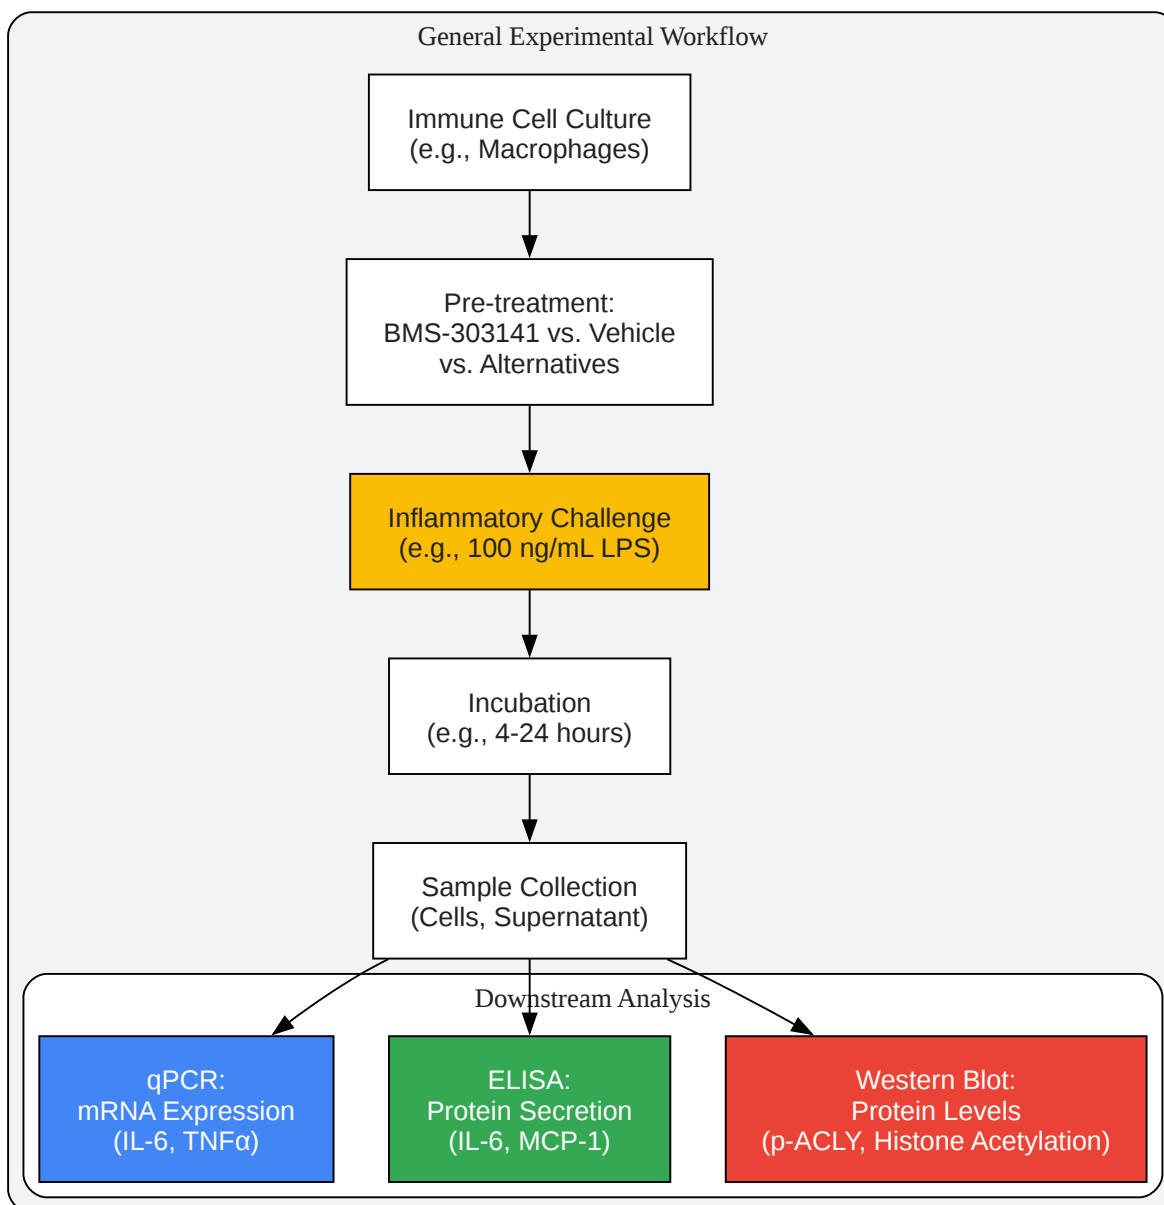 General Experimental Workflow
Immune Cell Culture
(e.g., Macrophages)
Pre-treatment:
BMS-303141 vs. Vehicle
vs. Alternatives
Inflammatory Challenge
(e.g., 100 ng/mL LPS)
Incubation
(e.g., 4-24 hours)
Sample Collection
(Cells, Supernatant)
Downstream Analysis
qPCR:
mRNA Expression
(IL-6, TNFα)
ELISA:
Protein Secretion
(IL-6, MCP-1)
Western Blot:
Protein Levels
(p-ACLY, Histone Acetylation)